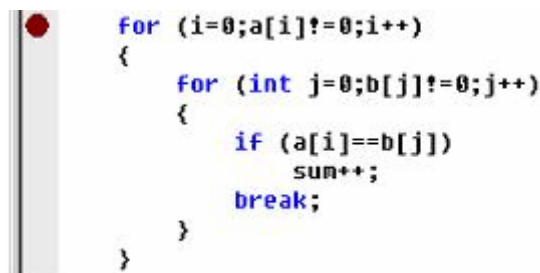 for (i=0;a[i]!=0;i++)
{
for (int j=0;b[j]!=0;j++)
{
if (a[i]==b[j])
sum++;
break;
}
}